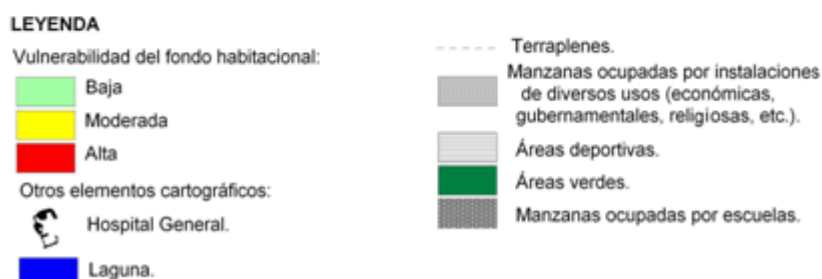 LEYENDA
Vulnerabilidad del fondo habitacional:
Baja
Moderada
Alta
Otros elementos cartográficos:
Hospital General.
Laguna.
Terraplenes.
Manzanas ocupadas por instalaciones
de diversos usos (económicas,
gubernamentales, religiosas, etc.).
Áreas deportivas.
Áreas verdes.
Manzanas ocupadas por escuelas.